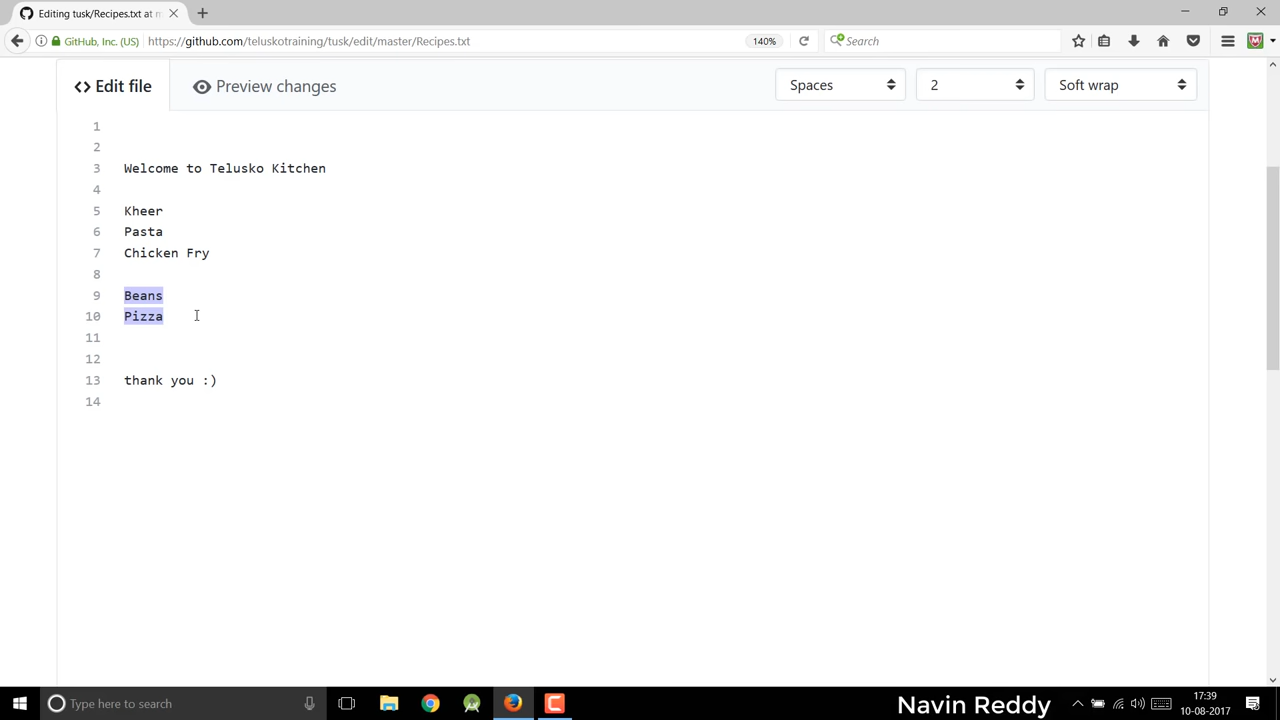 Editing tusk/Recipes.txt at m
GitHub, Inc. (US)
https://github.com/teluskotraining/tusk/edit/master/Recipes.txt
140%
Search
<> Edit file
Preview changes
Spaces
2
Soft wrap
1
2
3 Welcome to Telusko Kitchen
4
5 Kheer
6 Pasta
7 Chicken Fry
8
9 Beans
10 Pizza
11
12
13 thank you :)
14
Type here to search
Navin Reddy
17:39
10-08-2017